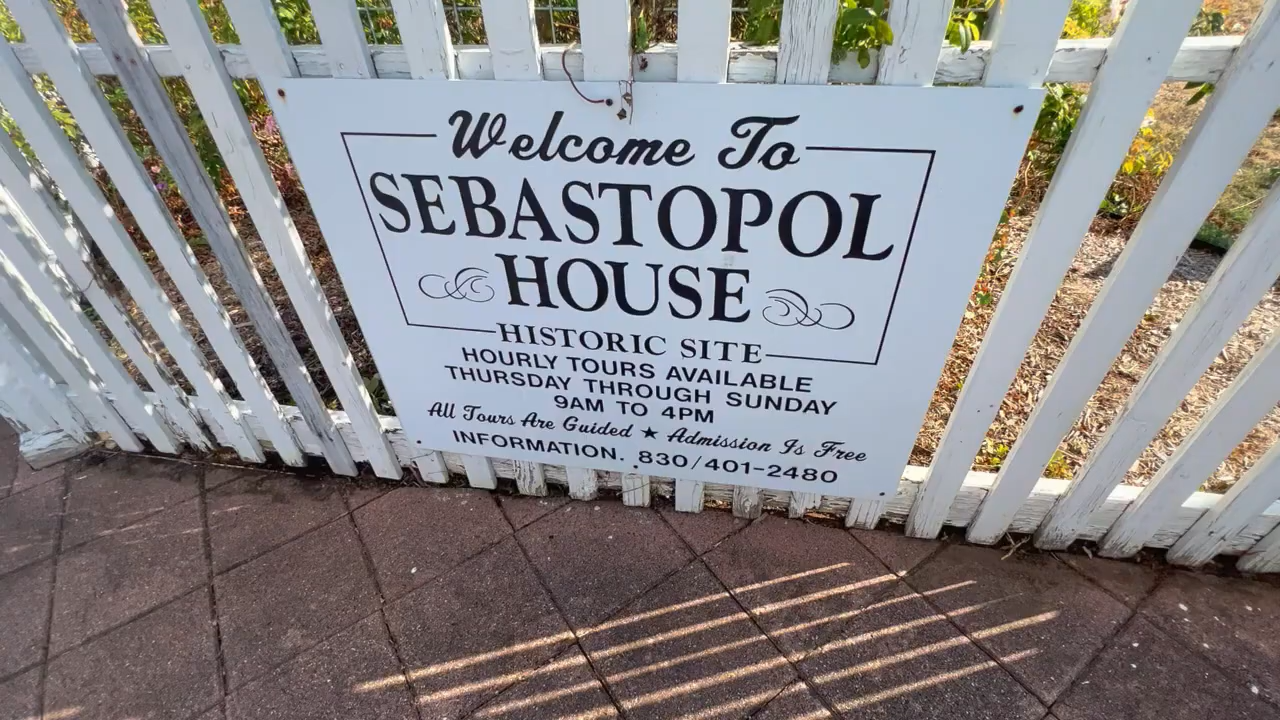 Welcome To
SEBASTOPOL
HOUSE
HISTORIC SITE
HOURLY TOURS AVAILABLE
THURSDAY THROUGH SUNDAY
9AM TO 4PM
All Tours Are Guided ★ Admission Is Free
INFORMATION. 830/401-2480